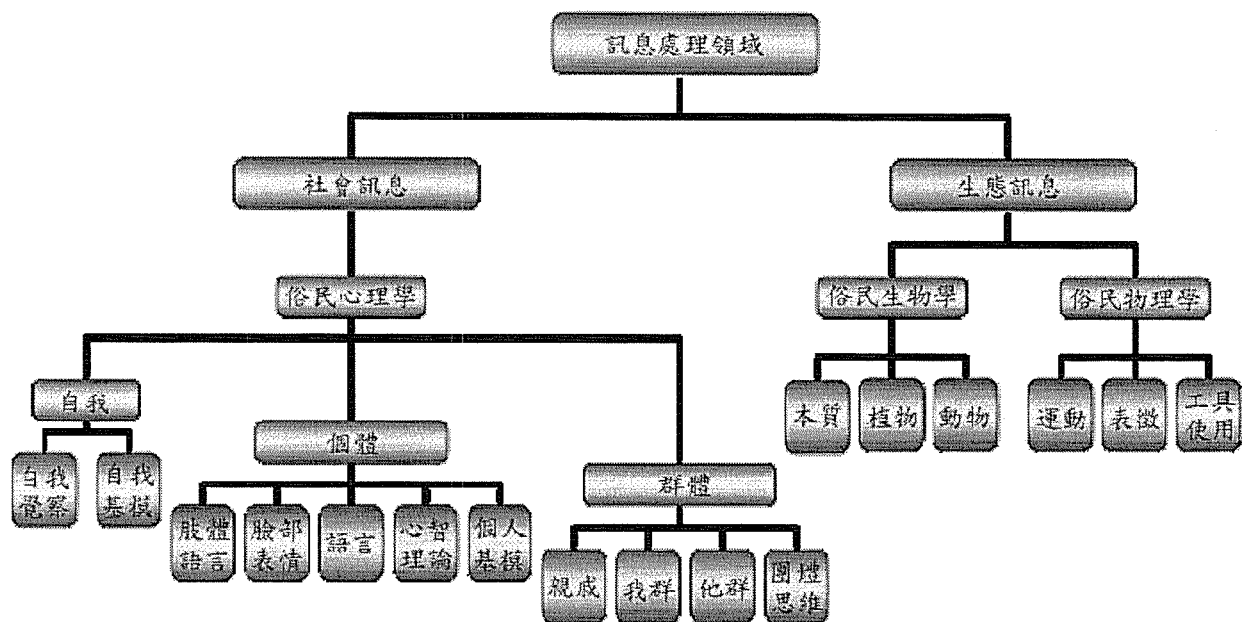 訊息處理領域
社會訊息
生態訊息
俗民心理學
俗民生物學
俗民物理學
自我
個體
群體
本質
植物
動物
運動
表徵
工具
使用
自我
覺察
自我
基模
肢體
語言
臉部
表情
語言
心智
理論
個人
基模
親戚
我群
他群
團體
思維